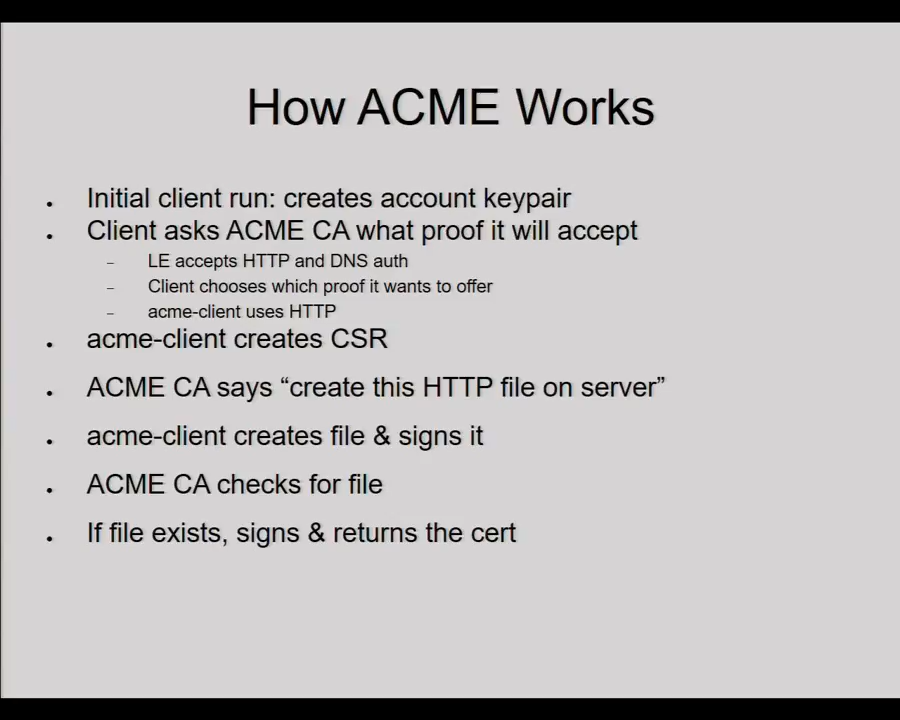 How ACME Works
Initial client run: creates account keypair
Client asks ACME CA what proof it will accept
LE accepts HTTP and DNS auth
Client chooses which proof it wants to offer
acme-client uses HTTP
acme-client creates CSR
ACME CA says “create this HTTP file on server”
acme-client creates file & signs it
ACME CA checks for file
If file exists, signs & returns the cert